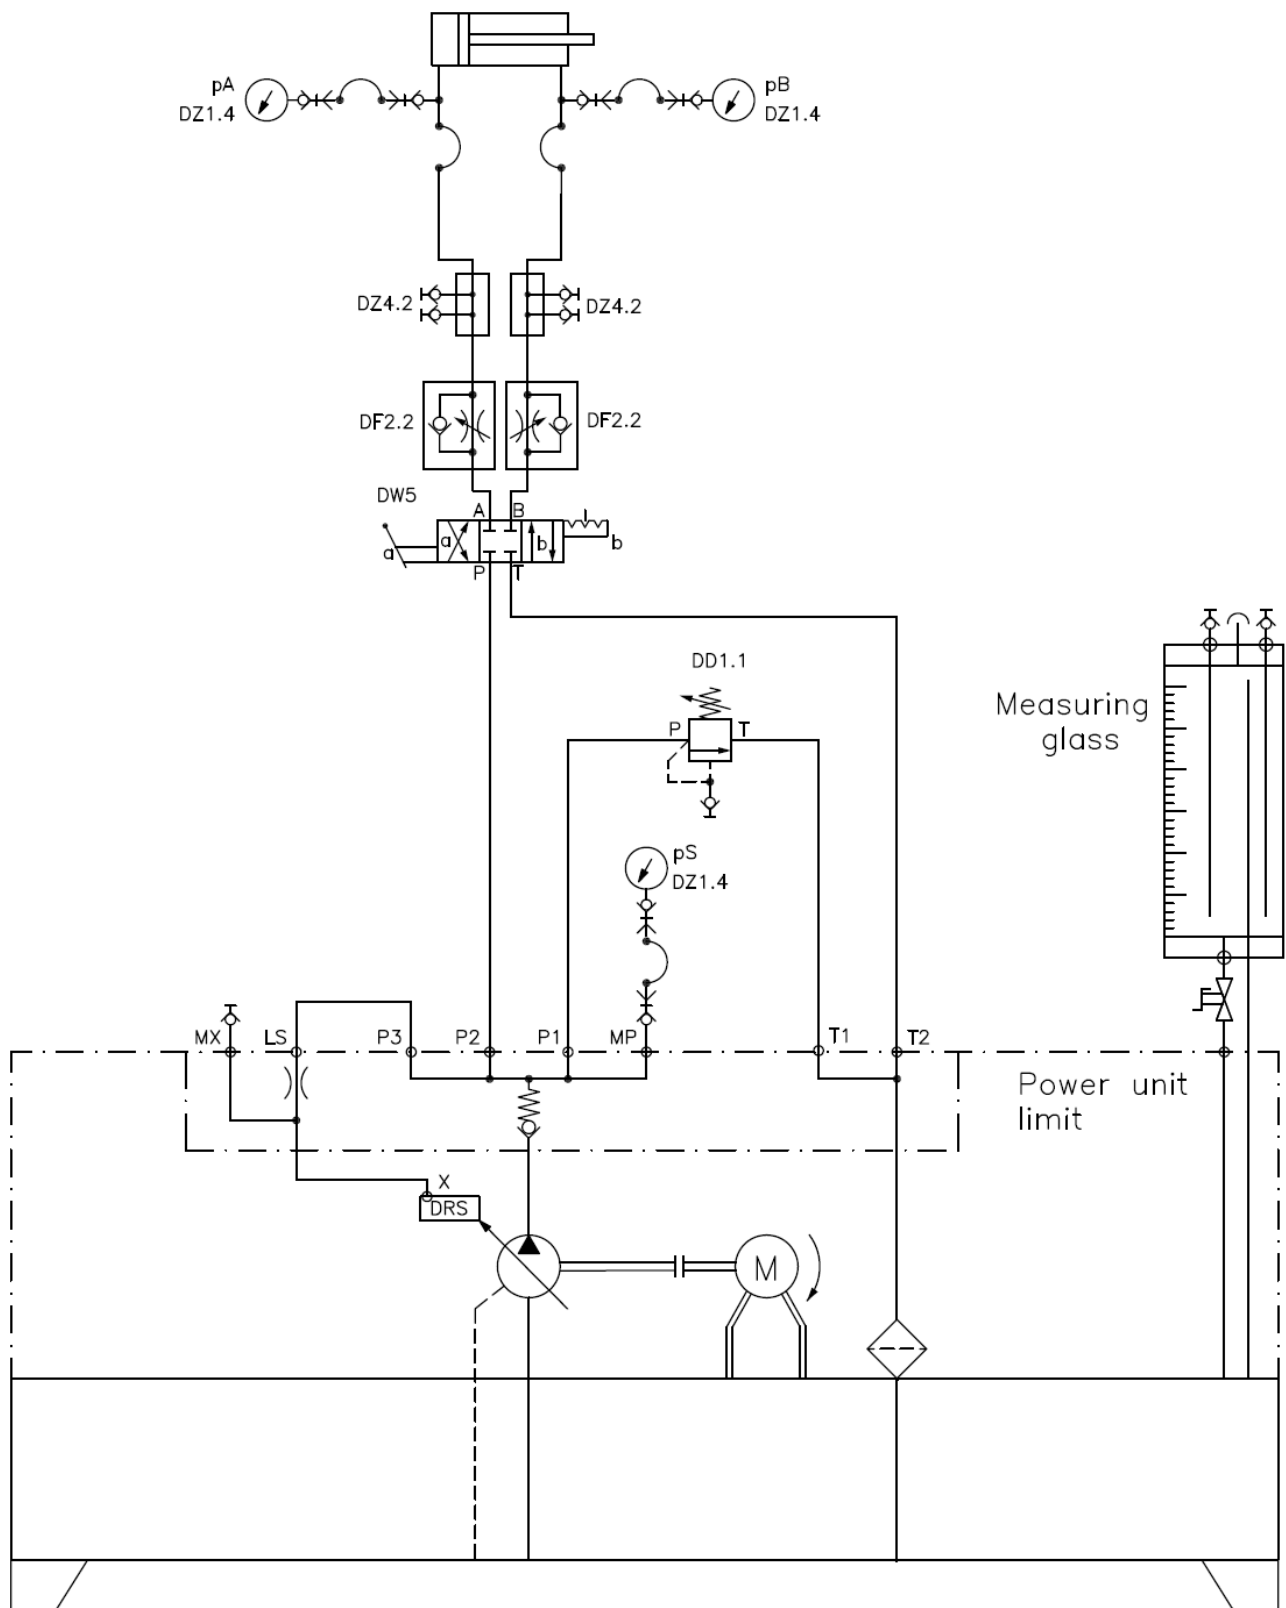 pA
DZ1.4
pB
DZ1.4
DZ4.2
DZ4.2
DF2.2
DF2.2
DW5
A B
a
a
b
b
P T
DD1.1
P T
Measuring
glass
pS
DZ1.4
MX LS P3 P2 P1 MP T1 T2
Power unit
limit
X
DRS
M